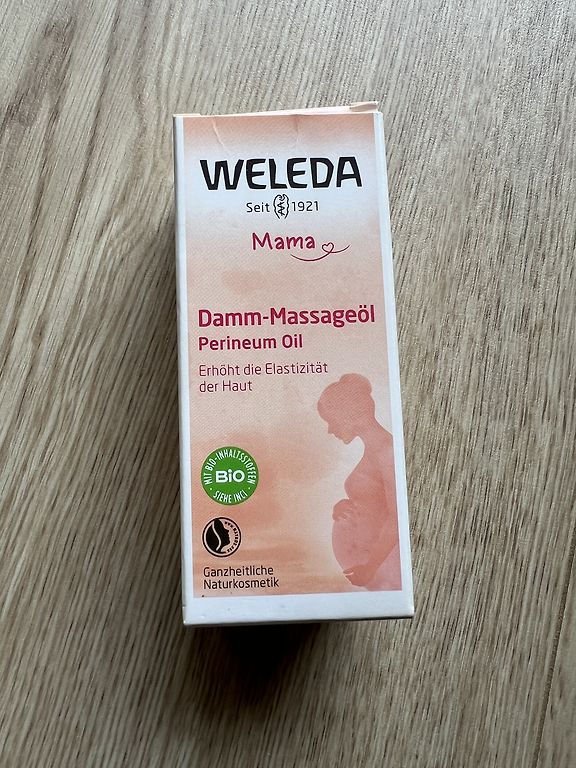 WELEDA
Seit 1921
Mama
Damm-Massageöl
Perineum Oil
Erhöht die Elastizität
der Haut
MIT BIO-INHALTSSTOFFEN
BIO
SIEHE INCI
Ganzheitliche
Naturkosmetik